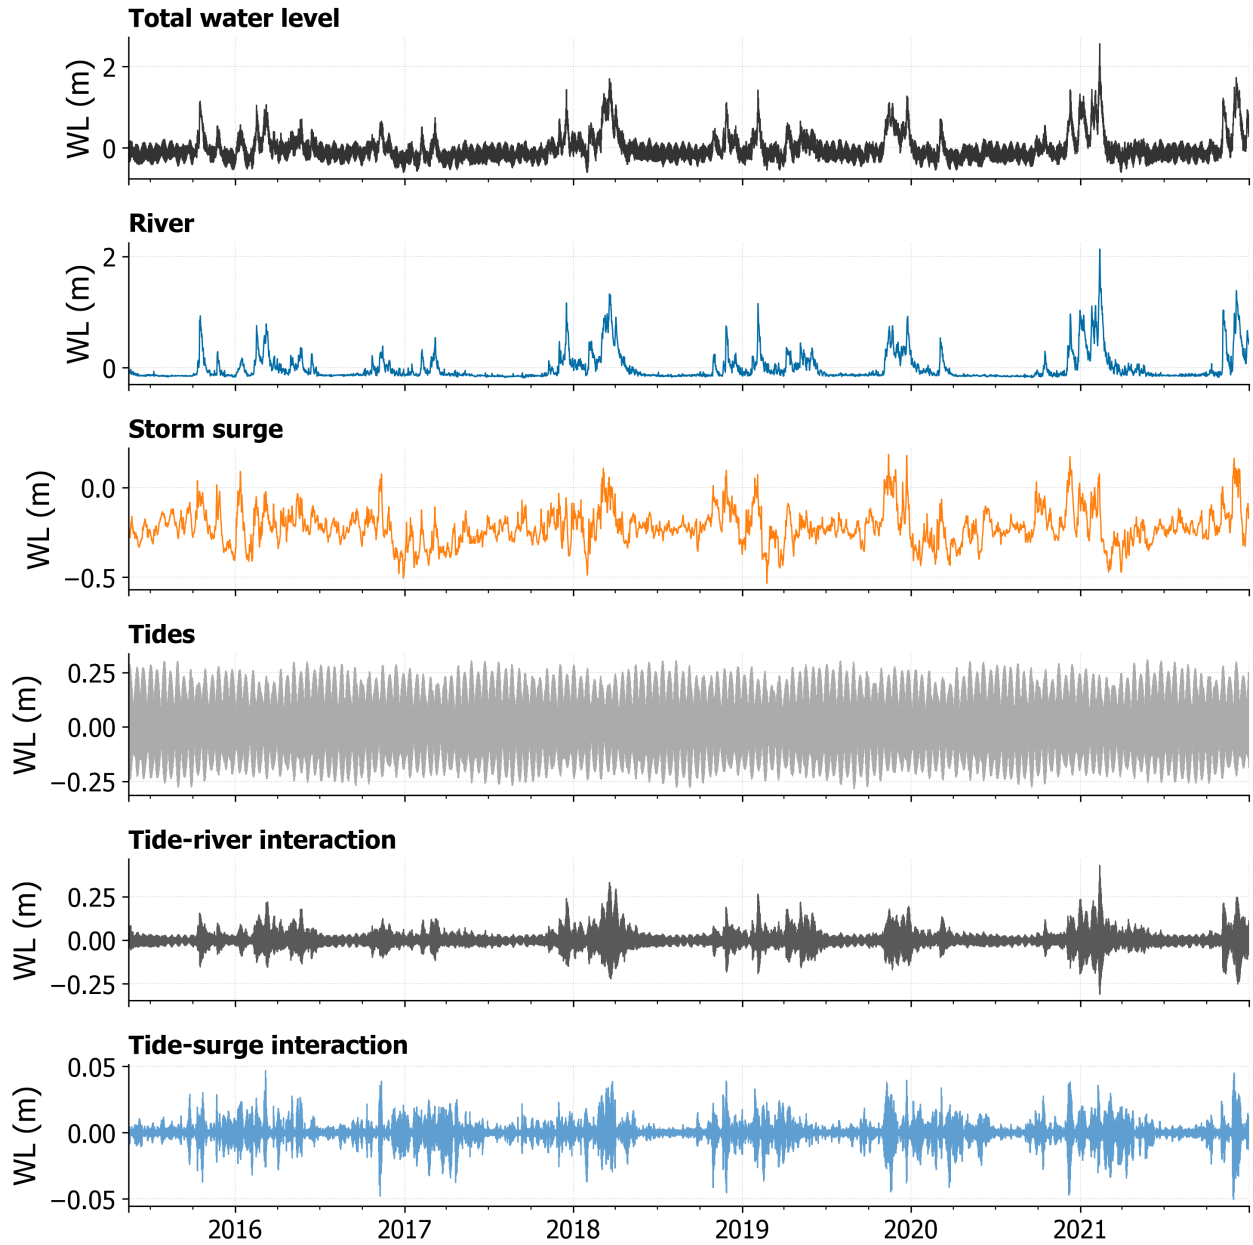 Total water level
WL (m)
2
0
River
WL (m)
2
0
Storm surge
WL (m)
0.0
−0.5
Tides
WL (m)
0.25
0.00
−0.25
Tide-river interaction
WL (m)
0.25
0.00
−0.25
Tide-surge interaction
WL (m)
0.05
0.00
−0.05
2016 2017 2018 2019 2020 2021